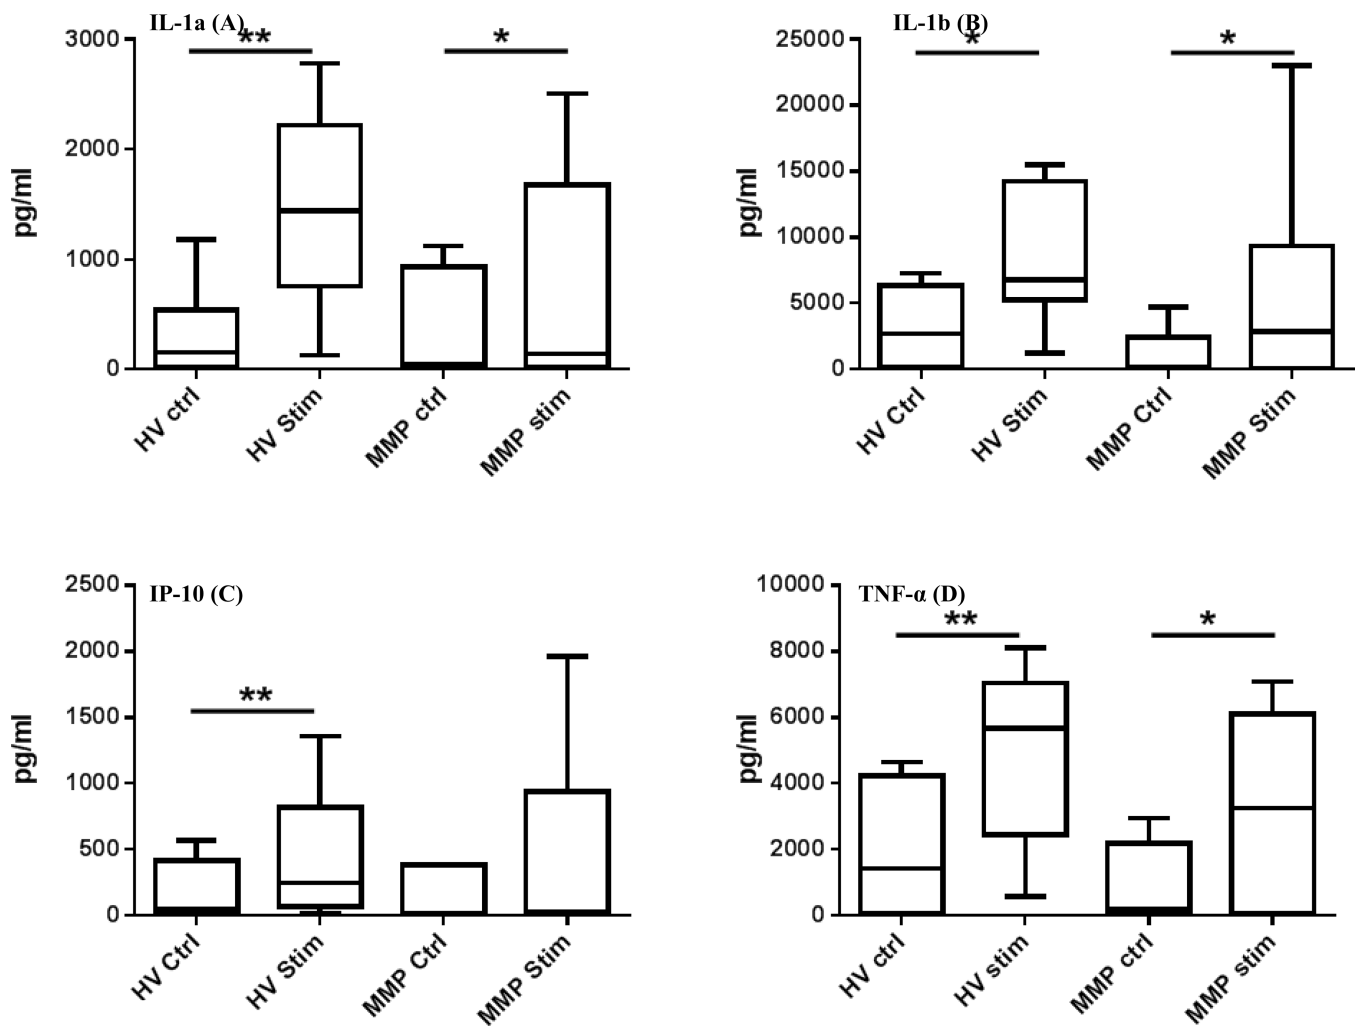 IL-1a (A)
**
*
3000
2000
1000
0
pg/ml
HV ctrl
HV Stim
MMP ctrl
MMP stim
IL-1b (B)
*
*
25000
20000
15000
10000
5000
0
pg/ml
HV Ctrl
HV Stim
MMP Ctrl
MMP Stim
IP-10 (C)
**
2500
2000
1500
1000
500
0
pg/ml
HV Ctrl
HV Stim
MMP Ctrl
MMP Stim
TNF-α (D)
**
*
10000
8000
6000
4000
2000
0
pg/ml
HV ctrl
HV stim
MMP ctrl
MMP stim